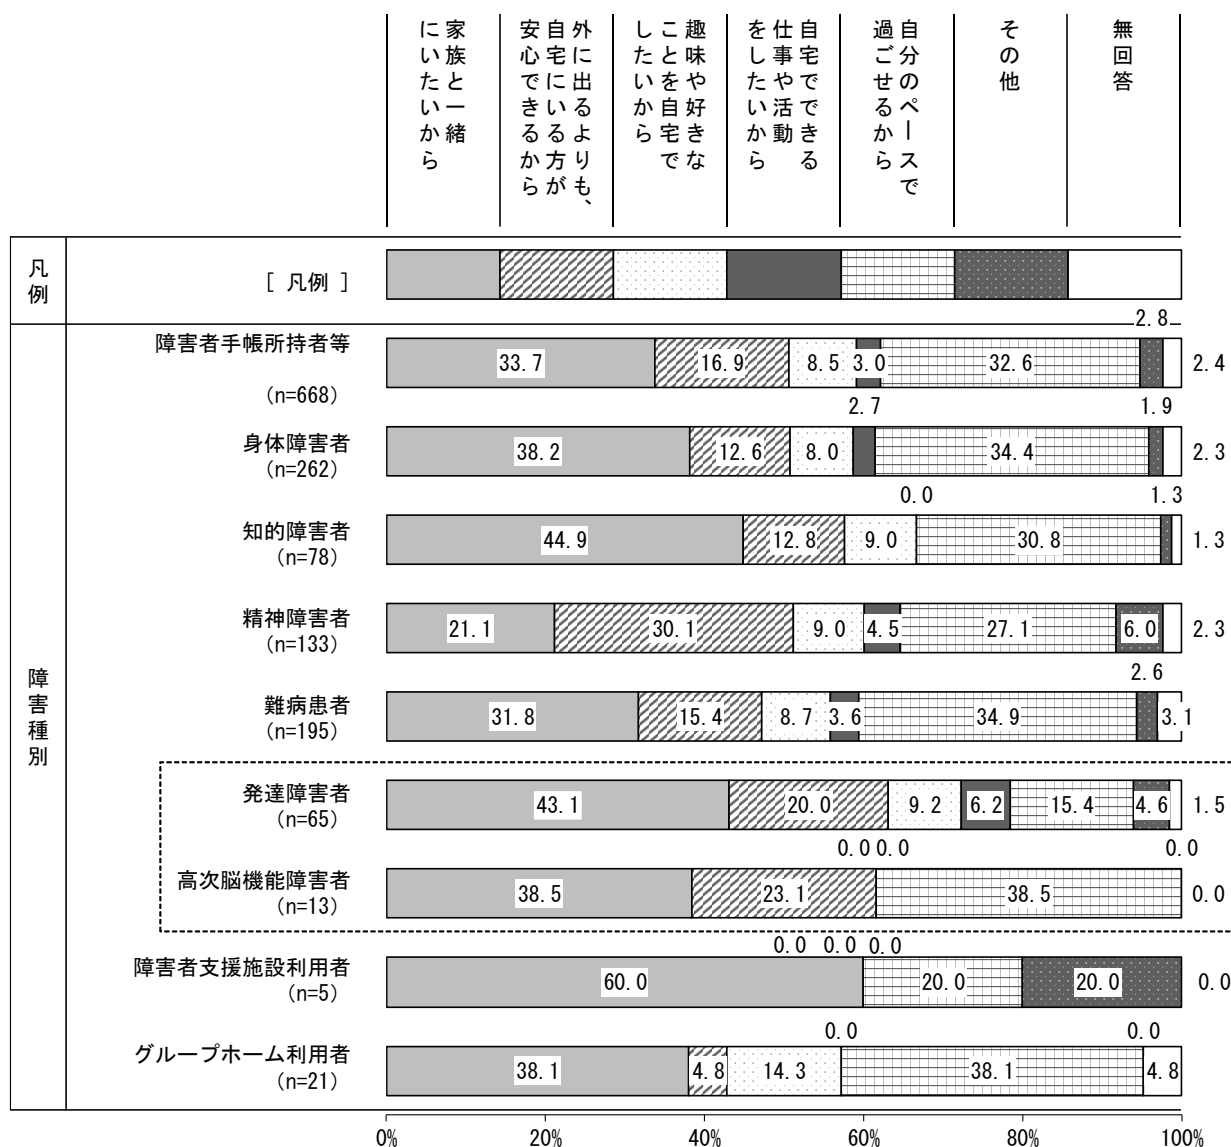 家族と一緒
にいたいから
外に出るよりも、
自宅にいる方が
安心できるから
趣味や好きな
ことを自宅で
したいから
自宅でできる
仕事や活動
をしたいから
自分のペースで
過ごせるから
その他
無回答
凡例
[ 凡例 ]
障害種別
2.8
障害者手帳所持者等
(n=668)
33.7 16.9 8.5 3.0 32.6 2.4
2.7 1.9
身体障害者
(n=262)
38.2 12.6 8.0 34.4 2.3
0.0 1.3
知的障害者
(n=78)
44.9 12.8 9.0 30.8 1.3
精神障害者
(n=133)
21.1 30.1 9.0 4.5 27.1 6.0 2.3
2.6
難病患者
(n=195)
31.8 15.4 8.7 3.6 34.9 3.1
発達障害者
(n=65)
43.1 20.0 9.2 6.2 15.4 4.6 1.5
0.0 0.0 0.0
高次脳機能障害者
(n=13)
38.5 23.1 38.5 0.0
0.0 0.0 0.0
障害者支援施設利用者
(n=5)
60.0 20.0 20.0 0.0
0.0 0.0
グループホーム利用者
(n=21)
38.1 4.8 14.3 38.1 4.8
0% 20% 40% 60% 80% 100%